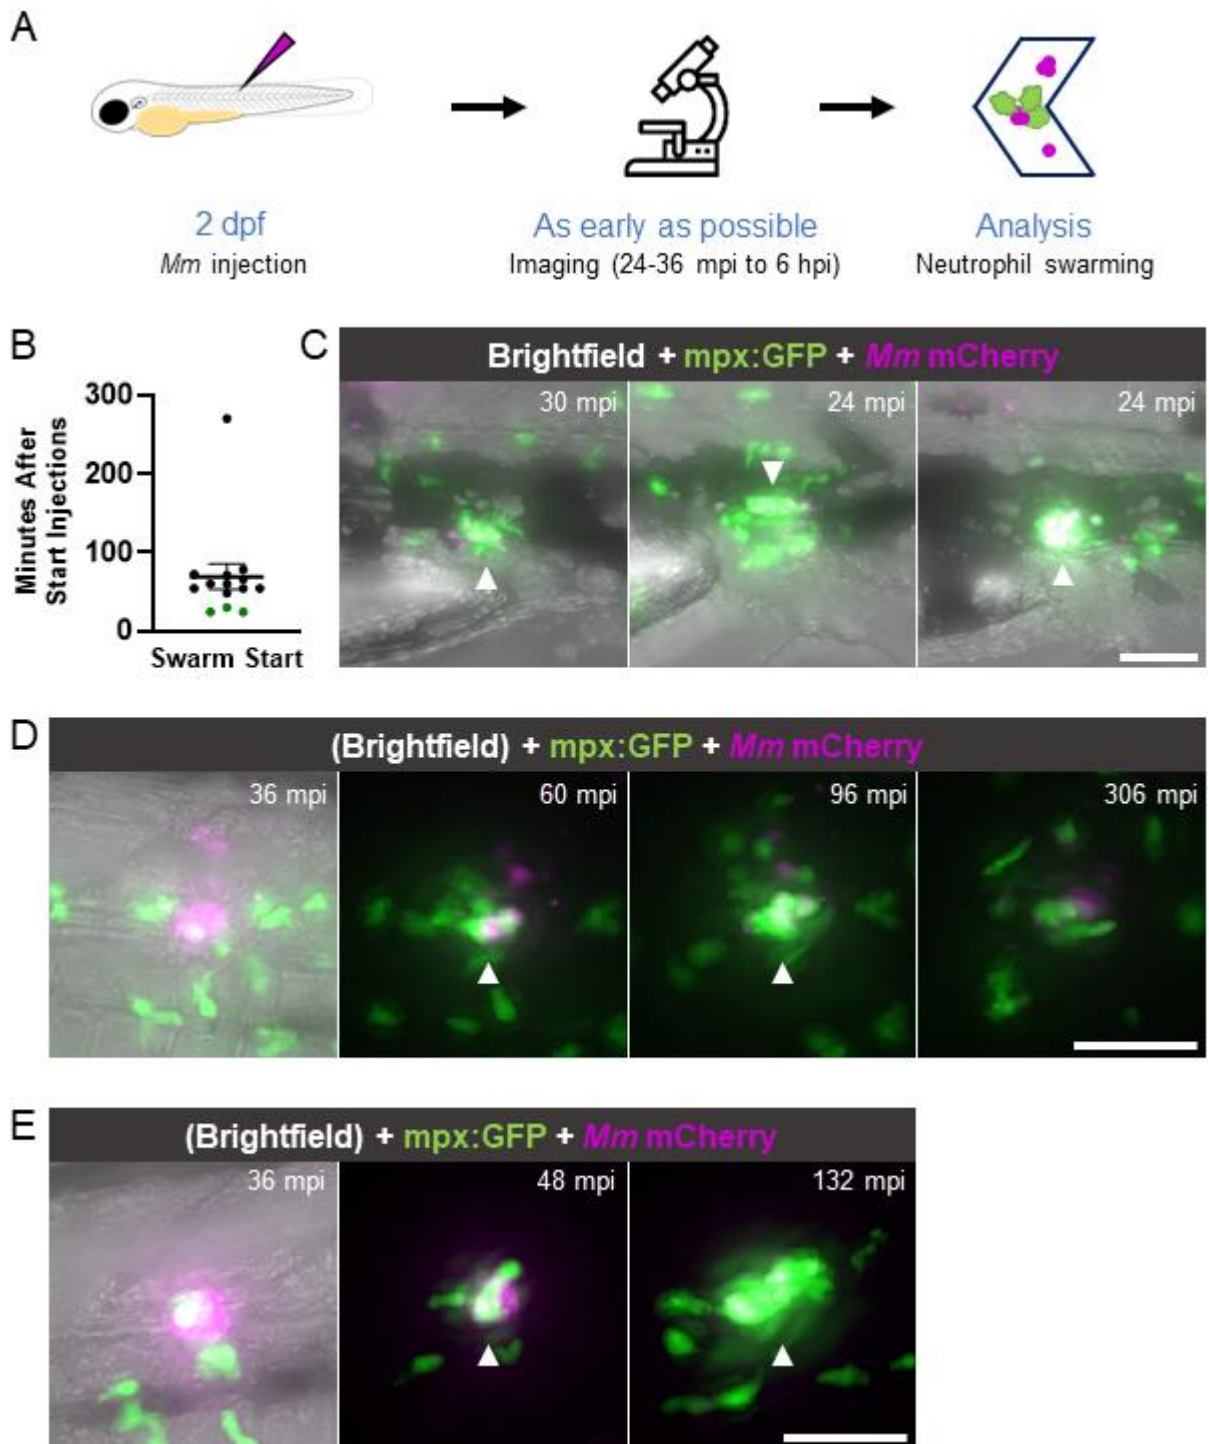 A
2 dpf
Mm injection
As early as possible
Imaging (24-36 mpi to 6 hpi)
Analysis
Neutrophil swarming
B
Minutes After
Start Injections
300
200
100
0
Swarm Start
C
Brightfield + mpx:GFP + Mm mCherry
30 mpi
24 mpi
24 mpi
D
(Brightfield) + mpx:GFP + Mm mCherry
36 mpi
60 mpi
96 mpi
306 mpi
E
(Brightfield) + mpx:GFP + Mm mCherry
36 mpi
48 mpi
132 mpi